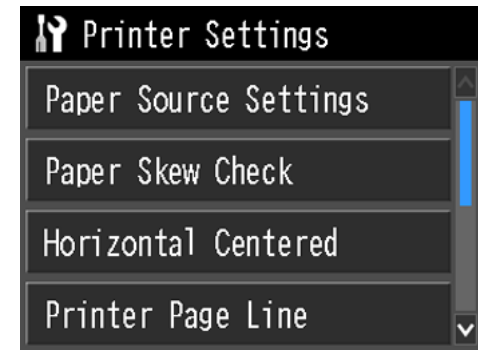 Printer Settings
Paper Source Settings
Paper Skew Check
Horizontal Centered
Printer Page Line